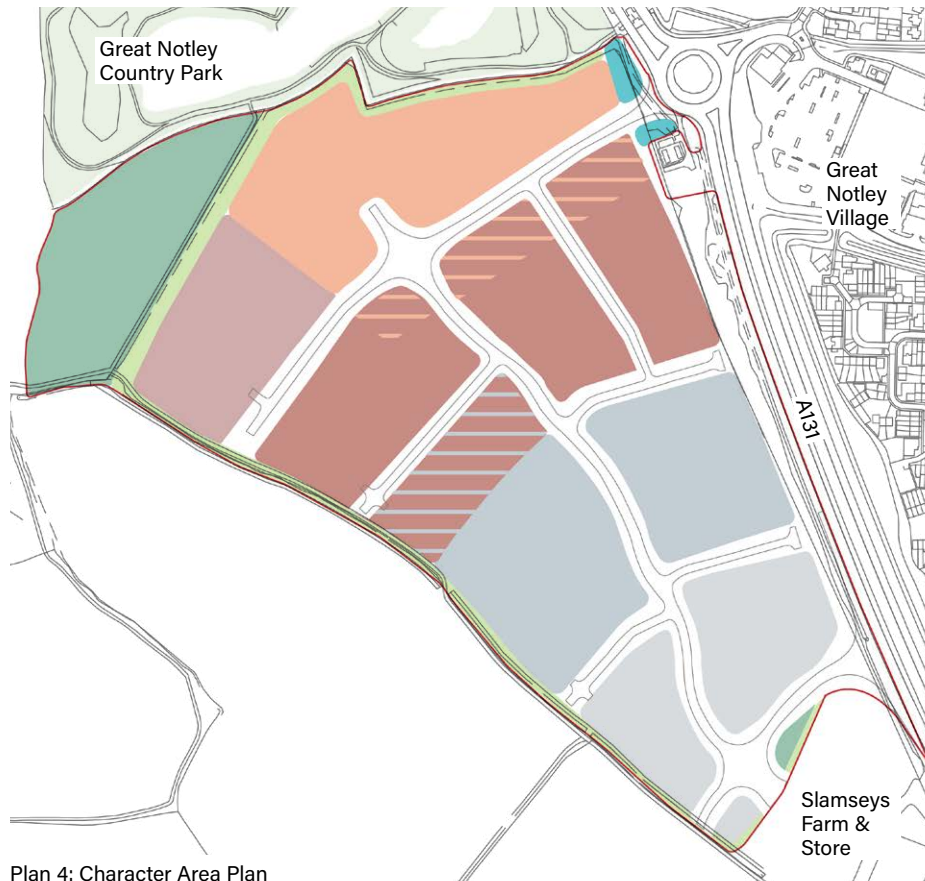 Great Notley
Country Park
Great
Notley
Village
A131
Slamseys
Farm &
Store
Plan 4: Character Area Plan